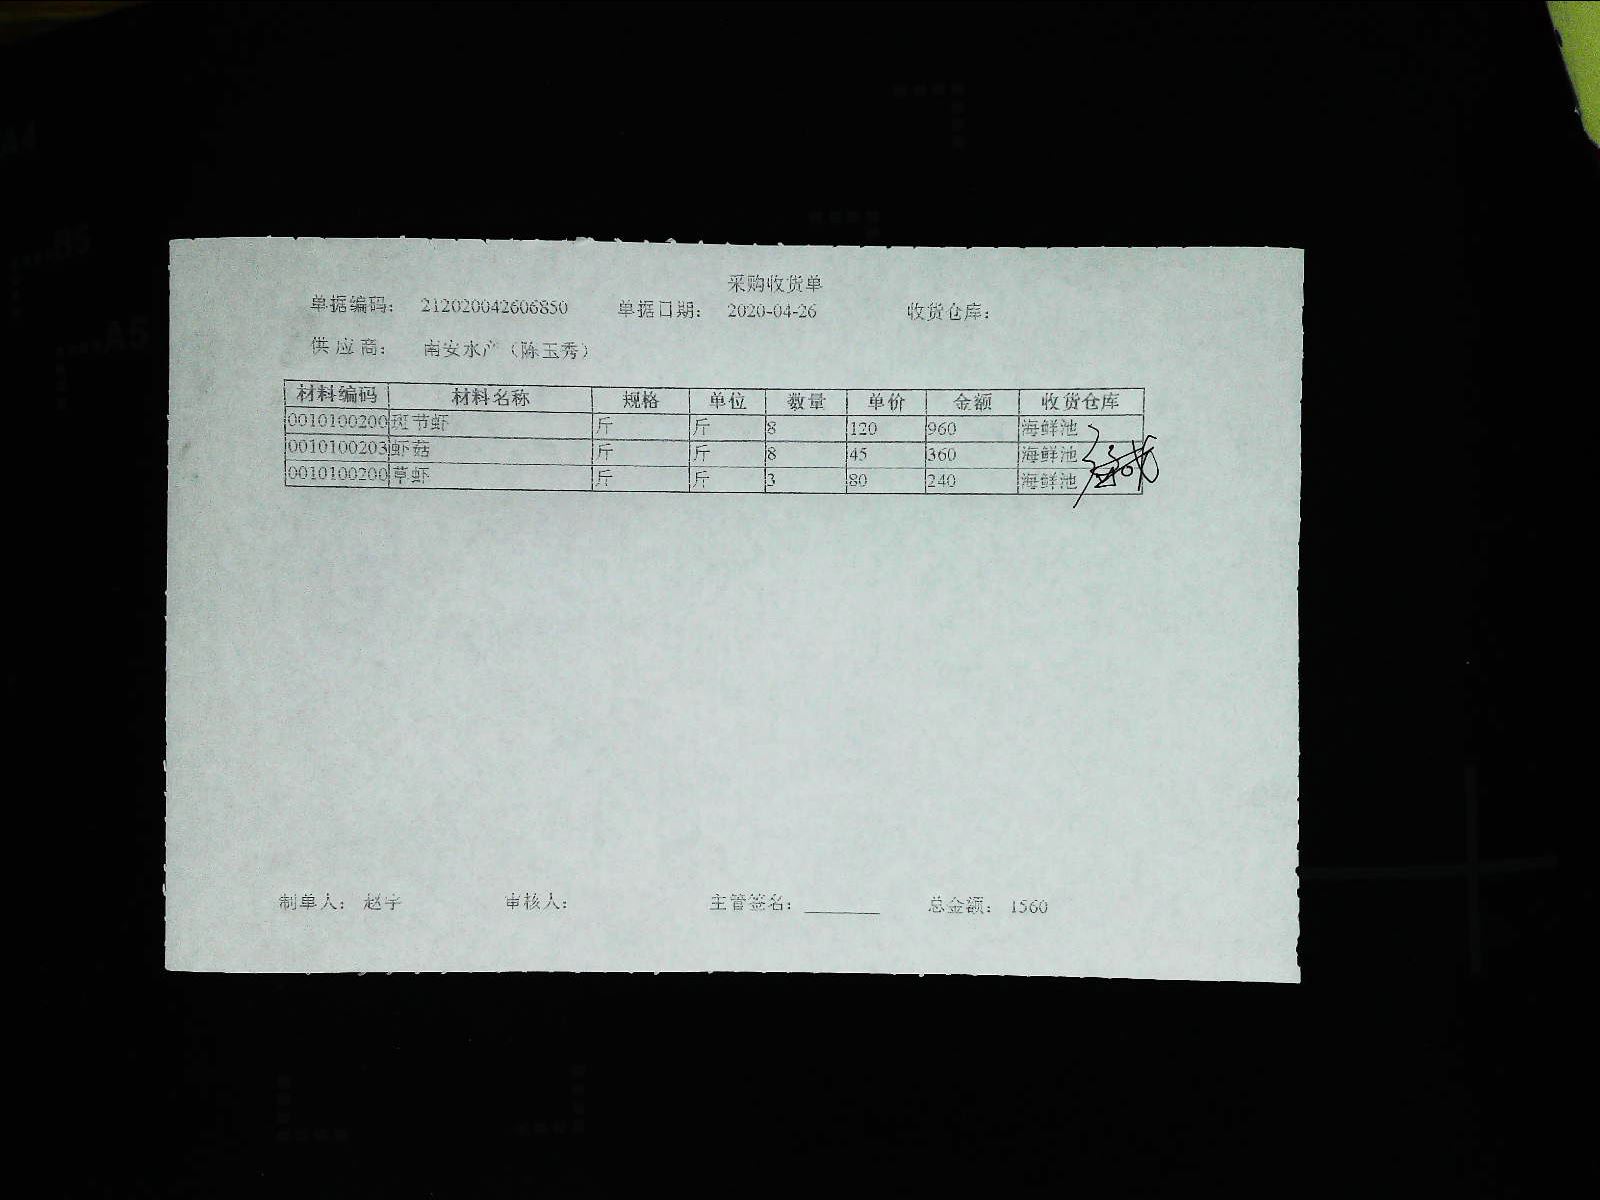 采购收货单
单据编码： 212020042606850 单据日期： 2020-04-26 收货仓库：
供应商： 南安水产（陈玉秀）
材料编码 材料名称 规格 单位 数量 单价 金额 收货仓库
0010100200 斑节虾 斤 斤 8 120 960 海鲜池
0010100203 虾菇 斤 斤 8 45 360 海鲜池
0010100200 草虾 斤 斤 3 80 240 海鲜池
制单人： 赵宇 审核人： 主管签名： 总金额： 1560
A4
B5
A5